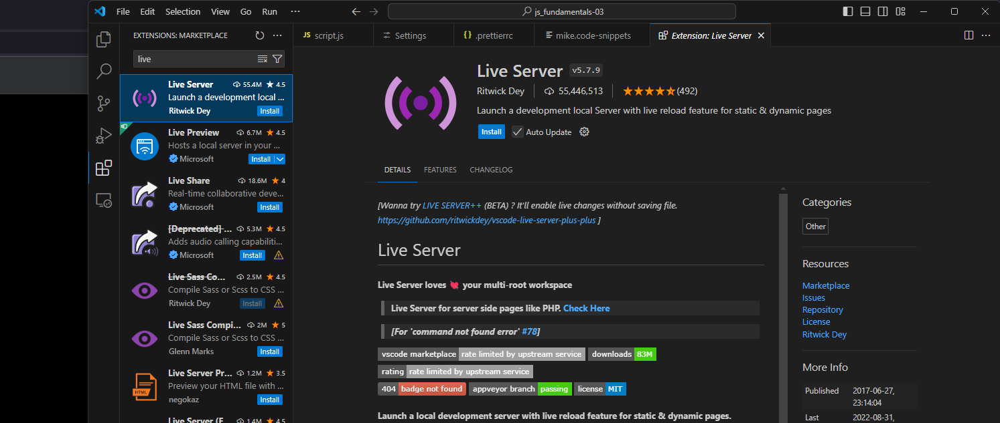 File Edit Selection View Go Run ···
js_fundamentals-03
EXTENSIONS: MARKETPLACE
live
Live Server 55.4M 4.5
Launch a development local ...
Ritwick Dey Install
Live Preview 6.7M 4.5
Hosts a local server in your ...
Microsoft Install
Live Share 18.6M 4
Real-time collaborative deve...
Microsoft Install
[Deprecated] ... 5.3M 4.5
Adds audio calling capabiliti...
Microsoft Install
Live Sass Co... 2.5M 4.5
Compile Sass or Scss to CSS ...
Ritwick Dey Install
Live Sass Compi... 2M 5
Compile Sass or Scss to CSS ...
Glenn Marks Install
Live Server Pr... 1.2M 3.5
Preview your HTML file with ...
negokaz Install
HTML
Live Server (F... 1.4M 4.5
JS script.js
Settings
{} .prettierrc
mike.code-snippets
Extension: Live Server
Live Server v5.7.9
Ritwick Dey 55,446,513 (492)
Launch a development local Server with live reload feature for static & dynamic pages
Install Auto Update
DETAILS FEATURES CHANGELOG
[Wanna try LIVE SERVER++ (BETA) ? It'll enable live changes without saving file.
https://github.com/ritwickdey/vscode-live-server-plus-plus ]
Live Server
Live Server loves 💘 your multi-root workspace
Live Server for server side pages like PHP. Check Here
[For 'command not found error' #78]
vscode marketplace rate limited by upstream service downloads 83M
rating rate limited by upstream service
404 badge not found appveyor branch passing license MIT
Launch a local development server with live reload feature for static & dynamic pages.
Categories
Other
Resources
Marketplace
Issues
Repository
License
Ritwick Dey
More Info
Published 2017-06-27,
23:14:04
Last 2022-08-31,